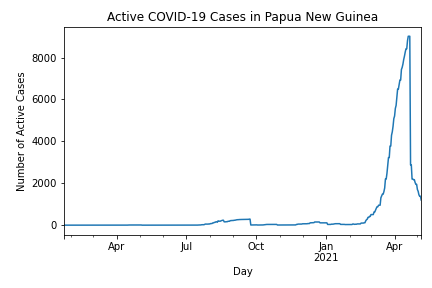 Active COVID-19 Cases in Papua New Guinea
Number of Active Cases
8000
6000
4000
2000
0
Apr Jul Oct Jan Apr
2021
Day